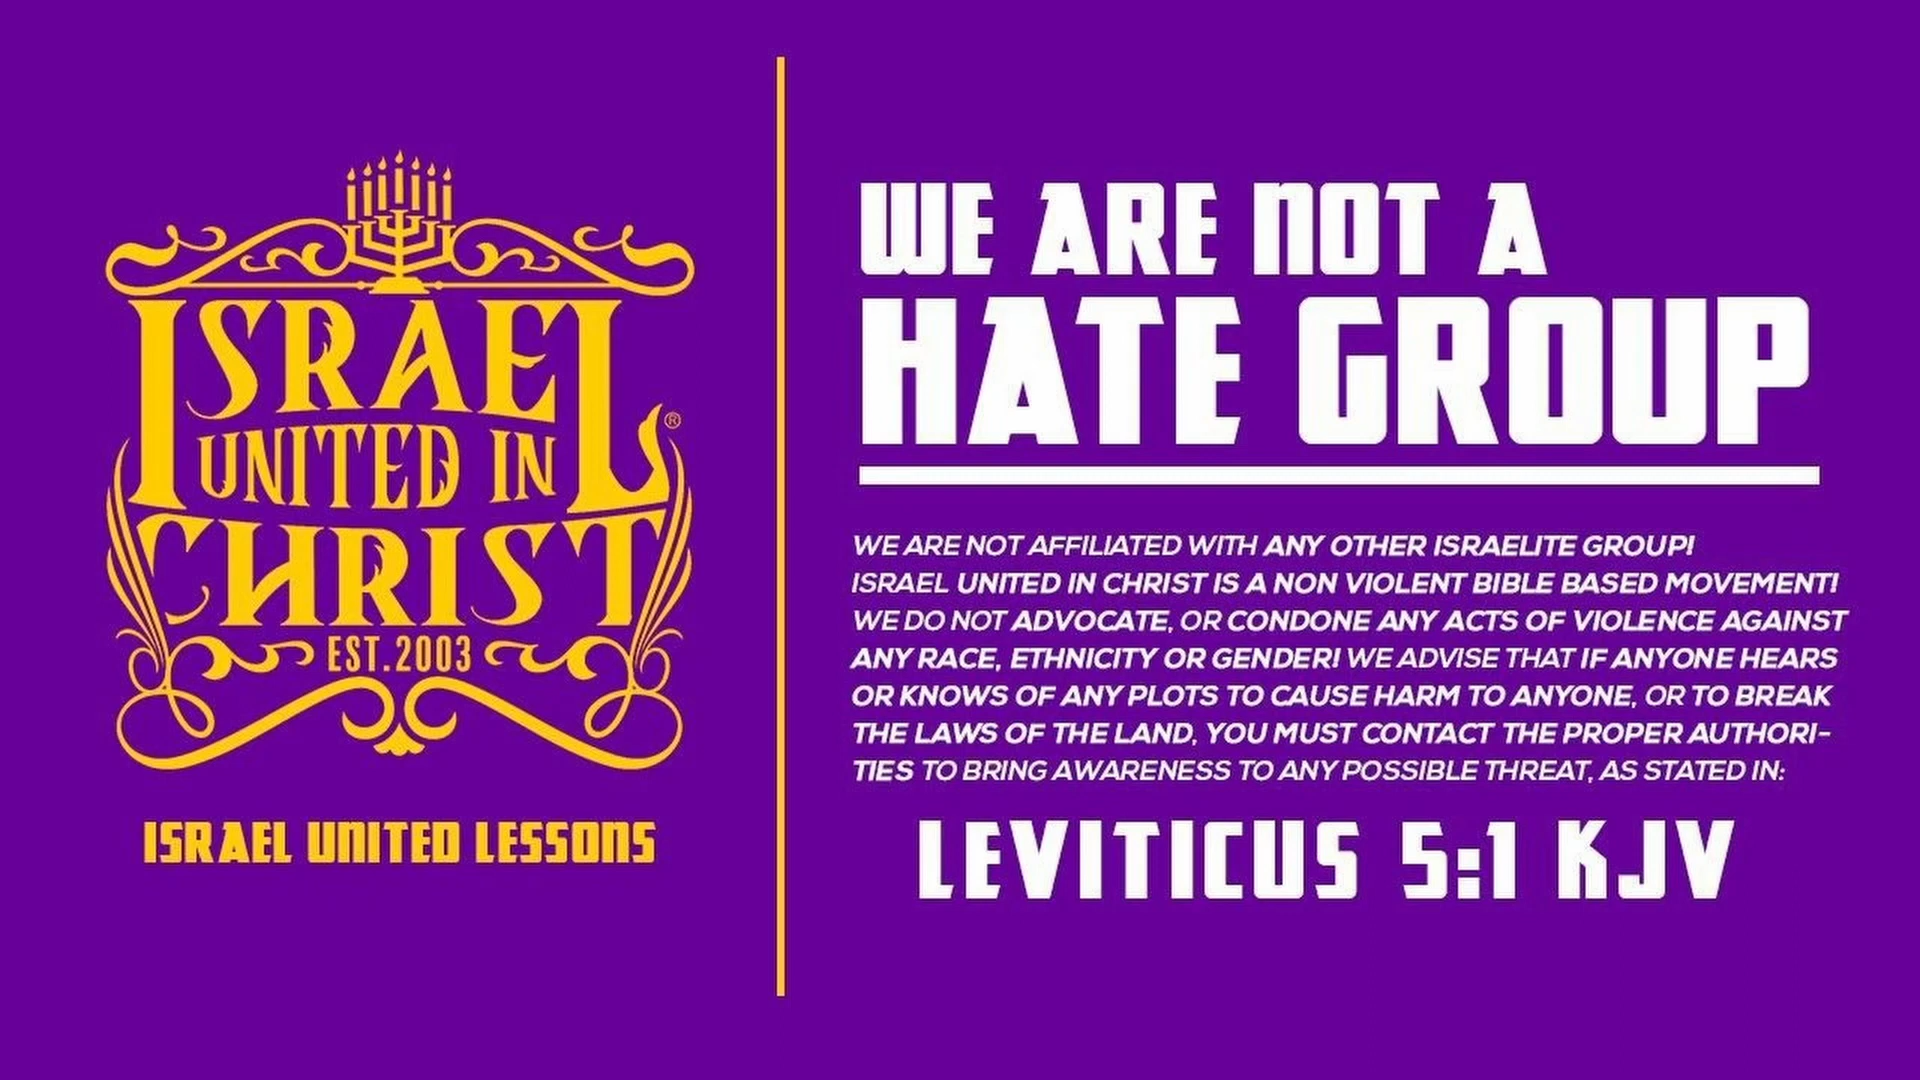 ISRAEL
UNITED IN
CHRIST
®
EST.2003
ISRAEL UNITED LESSONS
WE ARE NOT A
HATE GROUP
WE ARE NOT AFFILIATED WITH ANY OTHER ISRAELITE GROUP!
ISRAEL UNITED IN CHRIST IS A NON VIOLENT BIBLE BASED MOVEMENT!
WE DO NOT ADVOCATE, OR CONDONE ANY ACTS OF VIOLENCE AGAINST
ANY RACE, ETHNICITY OR GENDER! WE ADVISE THAT IF ANYONE HEARS
OR KNOWS OF ANY PLOTS TO CAUSE HARM TO ANYONE, OR TO BREAK
THE LAWS OF THE LAND, YOU MUST CONTACT THE PROPER AUTHORI-
TIES TO BRING AWARENESS TO ANY POSSIBLE THREAT, AS STATED IN:
LEVITICUS 5:1 KJV